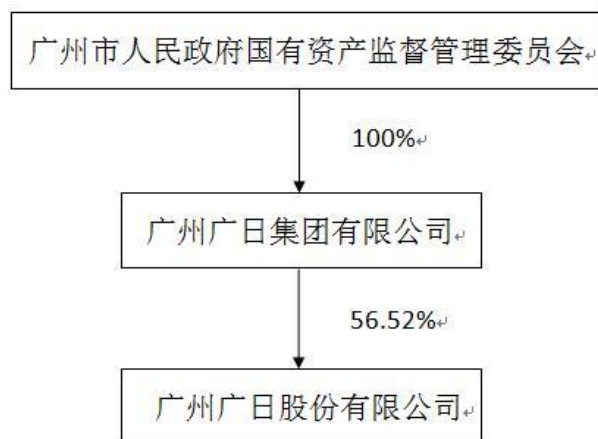 广州市人民政府国有资产监督管理委员会
100%
广州广日集团有限公司
56.52%
广州广日股份有限公司